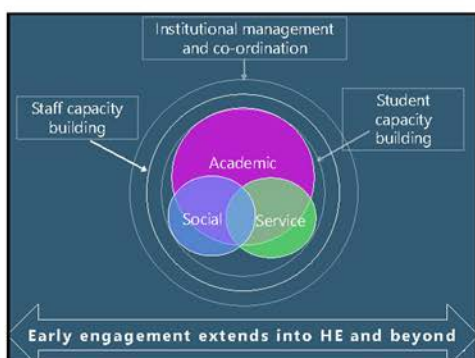 Institutional management
and co-ordination
Staff capacity
building
Student
capacity
building
Academic
Social
Service
Early engagement extends into HE and beyond